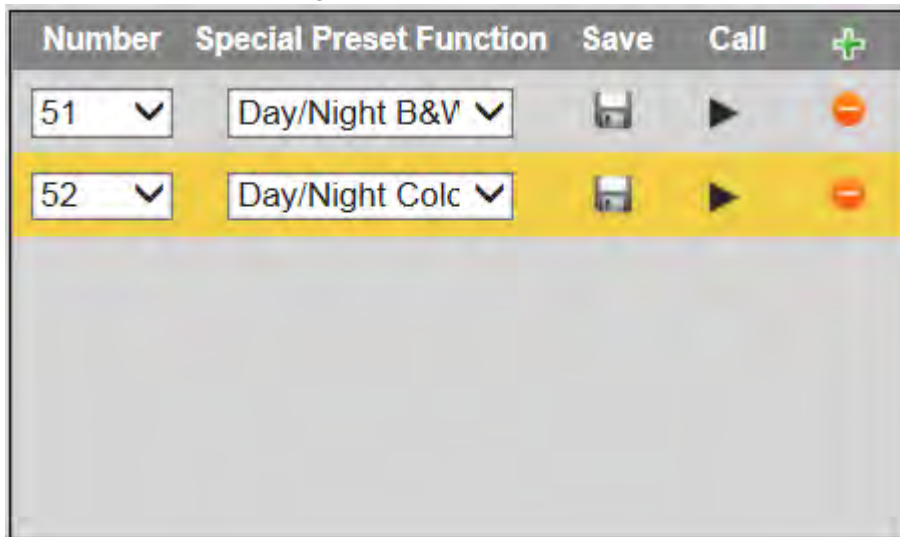 Number Special Preset Function Save Call
51 Day/Night B&W
52 Day/Night Colc